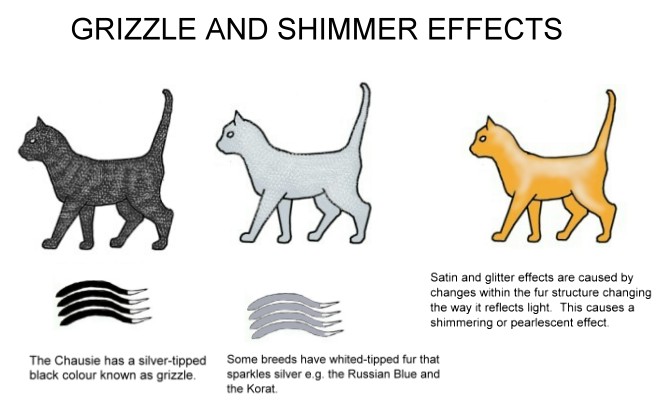 GRIZZLE AND SHIMMER EFFECTS
The Chausie has a silver-tipped
black colour known as grizzle.
Some breeds have whited-tipped fur that
sparkles silver e.g. the Russian Blue and
the Korat.
Satin and glitter effects are caused by
changes within the fur structure changing
the way it reflects light.  This causes a
shimmering or pearlescent effect.